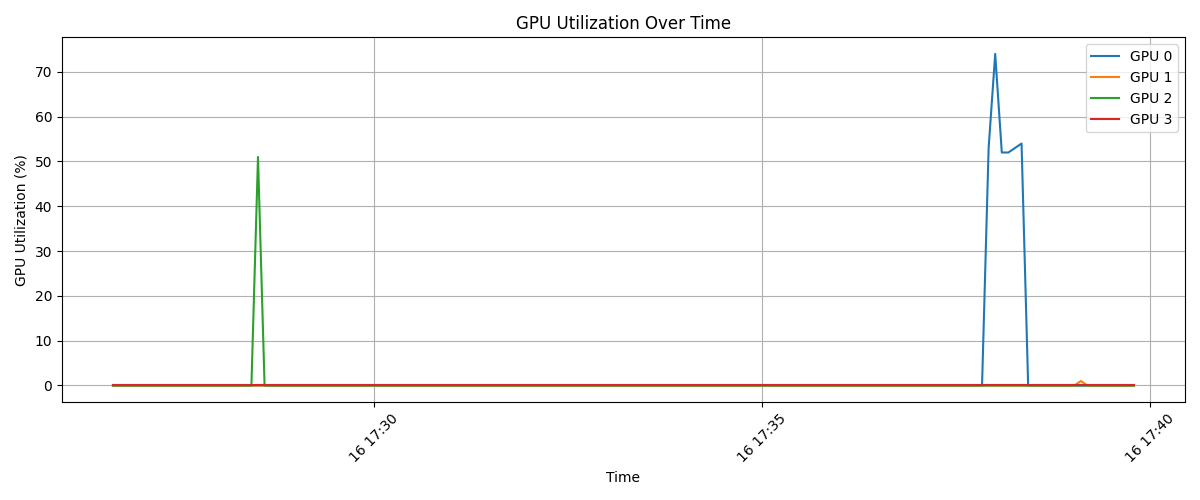 GPU Utilization Over Time
GPU Utilization (%)
70
60
50
40
30
20
10
0
GPU 0
GPU 1
GPU 2
GPU 3
16 17:30
16 17:35
16 17:40
Time